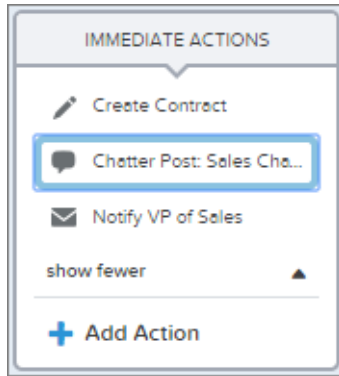 IMMEDIATE ACTIONS
Create Contract
Chatter Post: Sales Cha...
Notify VP of Sales
show fewer
Add Action